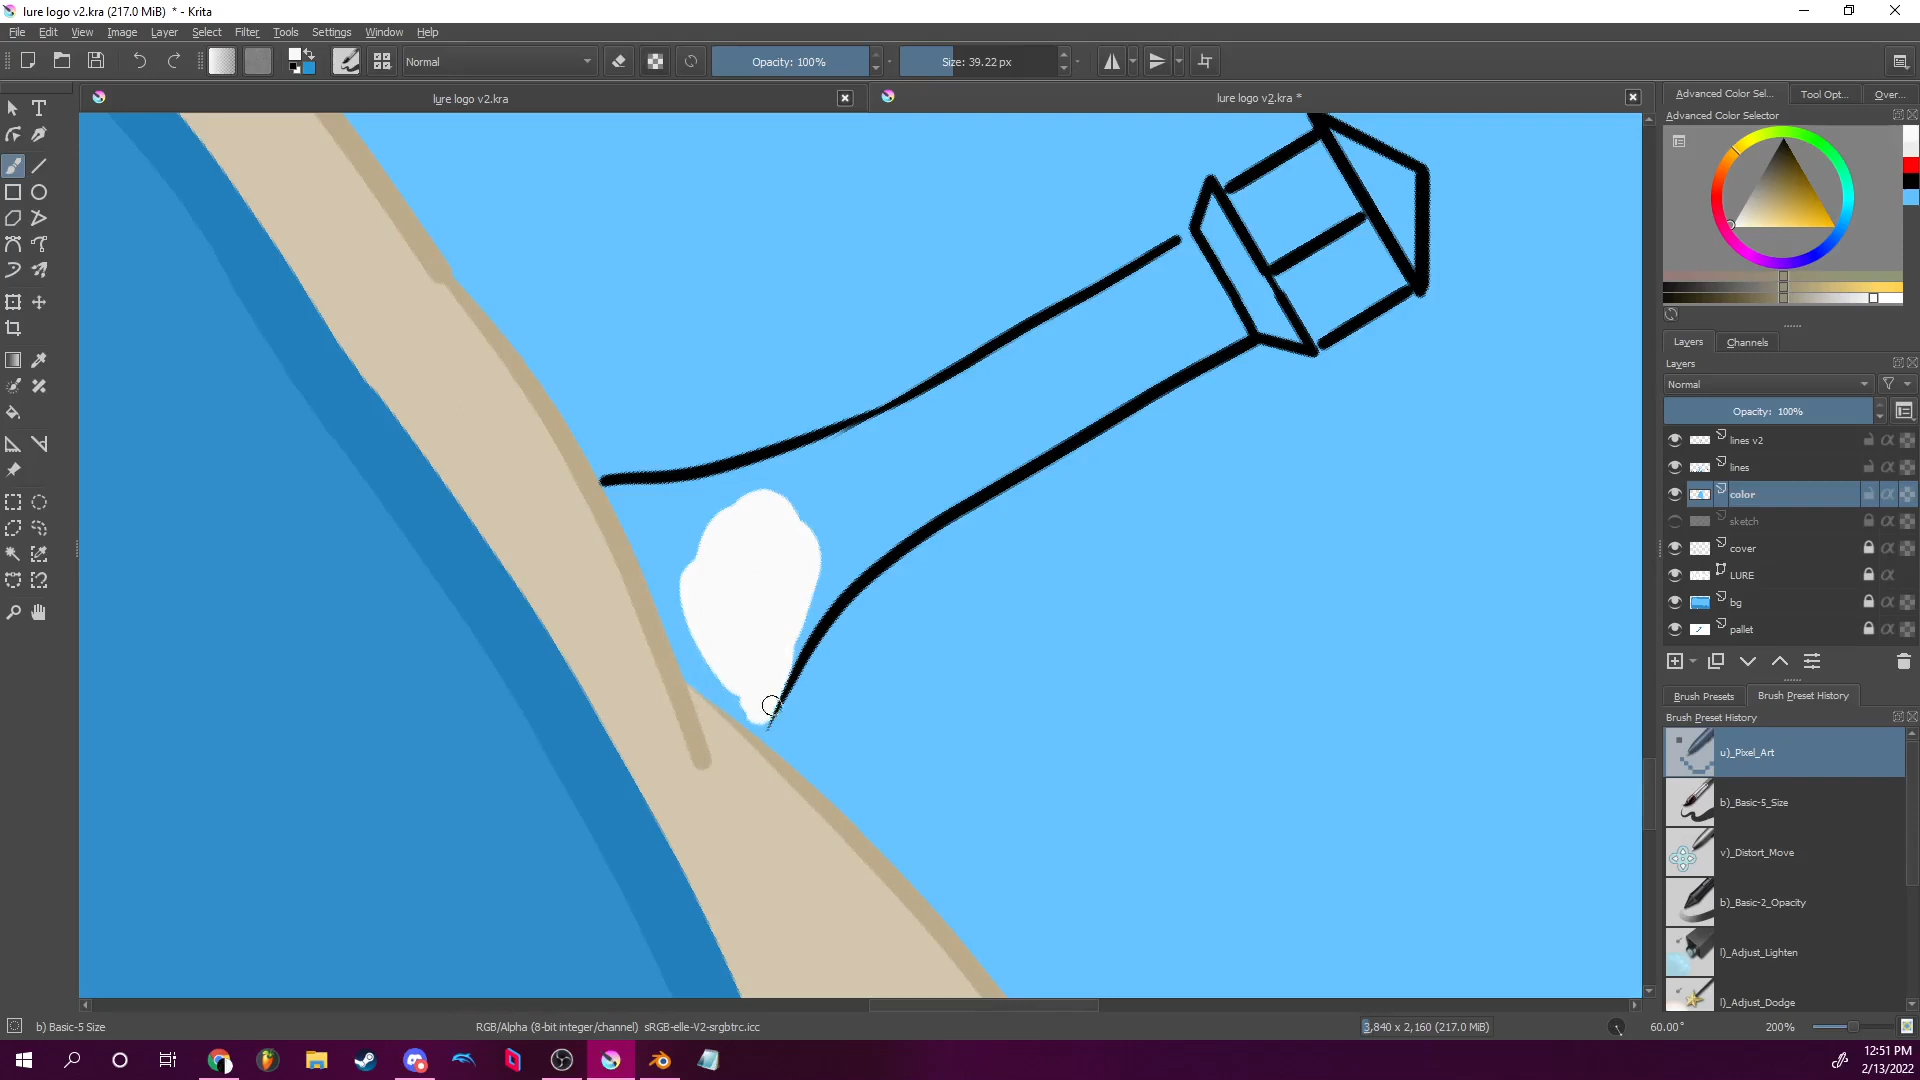 lure logo v2.kra (217.0 MiB) * - Krita
File Edit View Image Layer Select Filter Tools Settings Window Help
Normal Opacity: 100% Size: 39.22 px
lure logo v2.kra lure logo v2.kra *
Advanced Color Sel... Tool Opt... Over...
Advanced Color Selector
Layers Channels
Layers
Normal
Opacity: 100%
lines v2
lines
color
sketch
cover
LURE
bg
pallet
Brush Presets Brush Preset History
Brush Preset History
u)_Pixel_Art
b)_Basic-5_Size
v)_Distort_Move
b)_Basic-2_Opacity
l)_Adjust_Lighten
l)_Adjust_Dodge
b) Basic-5 Size RGB/Alpha (8-bit integer/channel) sRGB-elle-V2-srgbtrc.icc 3,840 x 2,160 (217.0 MiB) 60.00° 200%
12:51 PM
2/13/2022